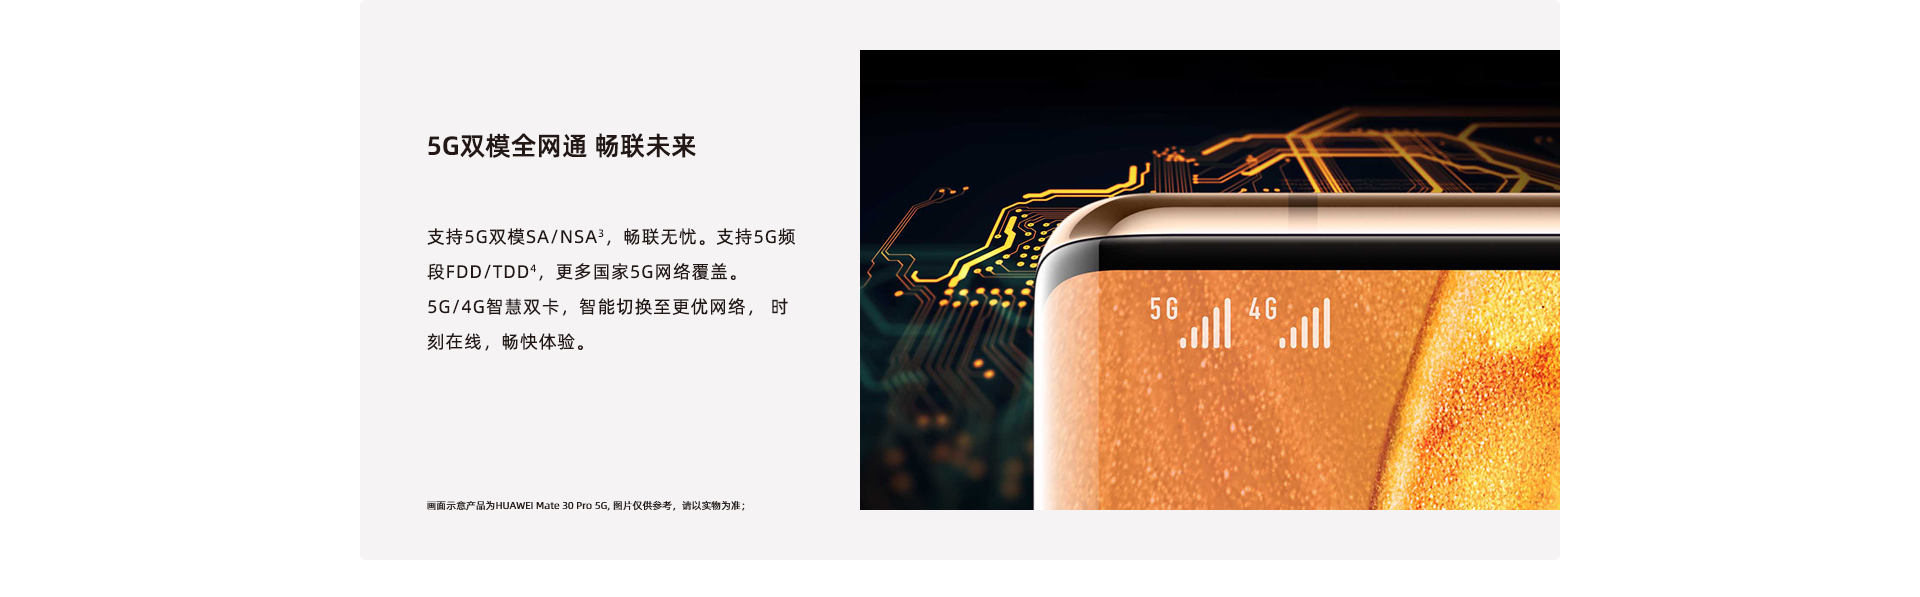 5G双模全网通 畅联未来
支持5G双模SA/NSA³，畅联无忧。支持5G频
段FDD/TDD⁴，更多国家5G网络覆盖。
5G/4G智慧双卡，智能切换至更优网络， 时
刻在线，畅快体验。
5G 4G
画面示意产品为HUAWEI Mate 30 Pro 5G, 图片仅供参考，请以实物为准；